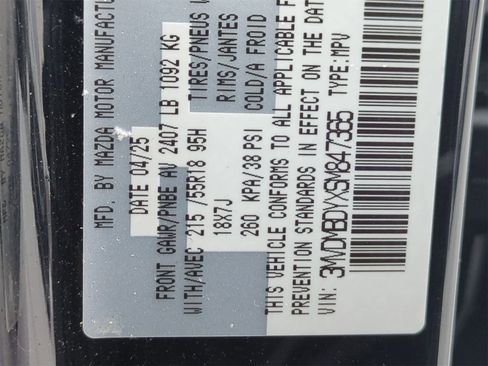 MFD. BY MAZDA MOTOR MANUFACTUR
DATE 04/25
FRONT GAWR/PNBE AV 2407 LB 1092 KG
WITH/AVEC 215 /55R18 95H TIRES/PNEUS
18X7J RIMS/JANTES
260 KPA/38 PSI COLD/A FROID
THIS VEHICLE CONFORMS TO ALL APPLICABLE
PREVENTION STANDARDS IN EFFECT ON THE DAT
VIN: 3MVDMBDYXSM847365 TYPE: MPV